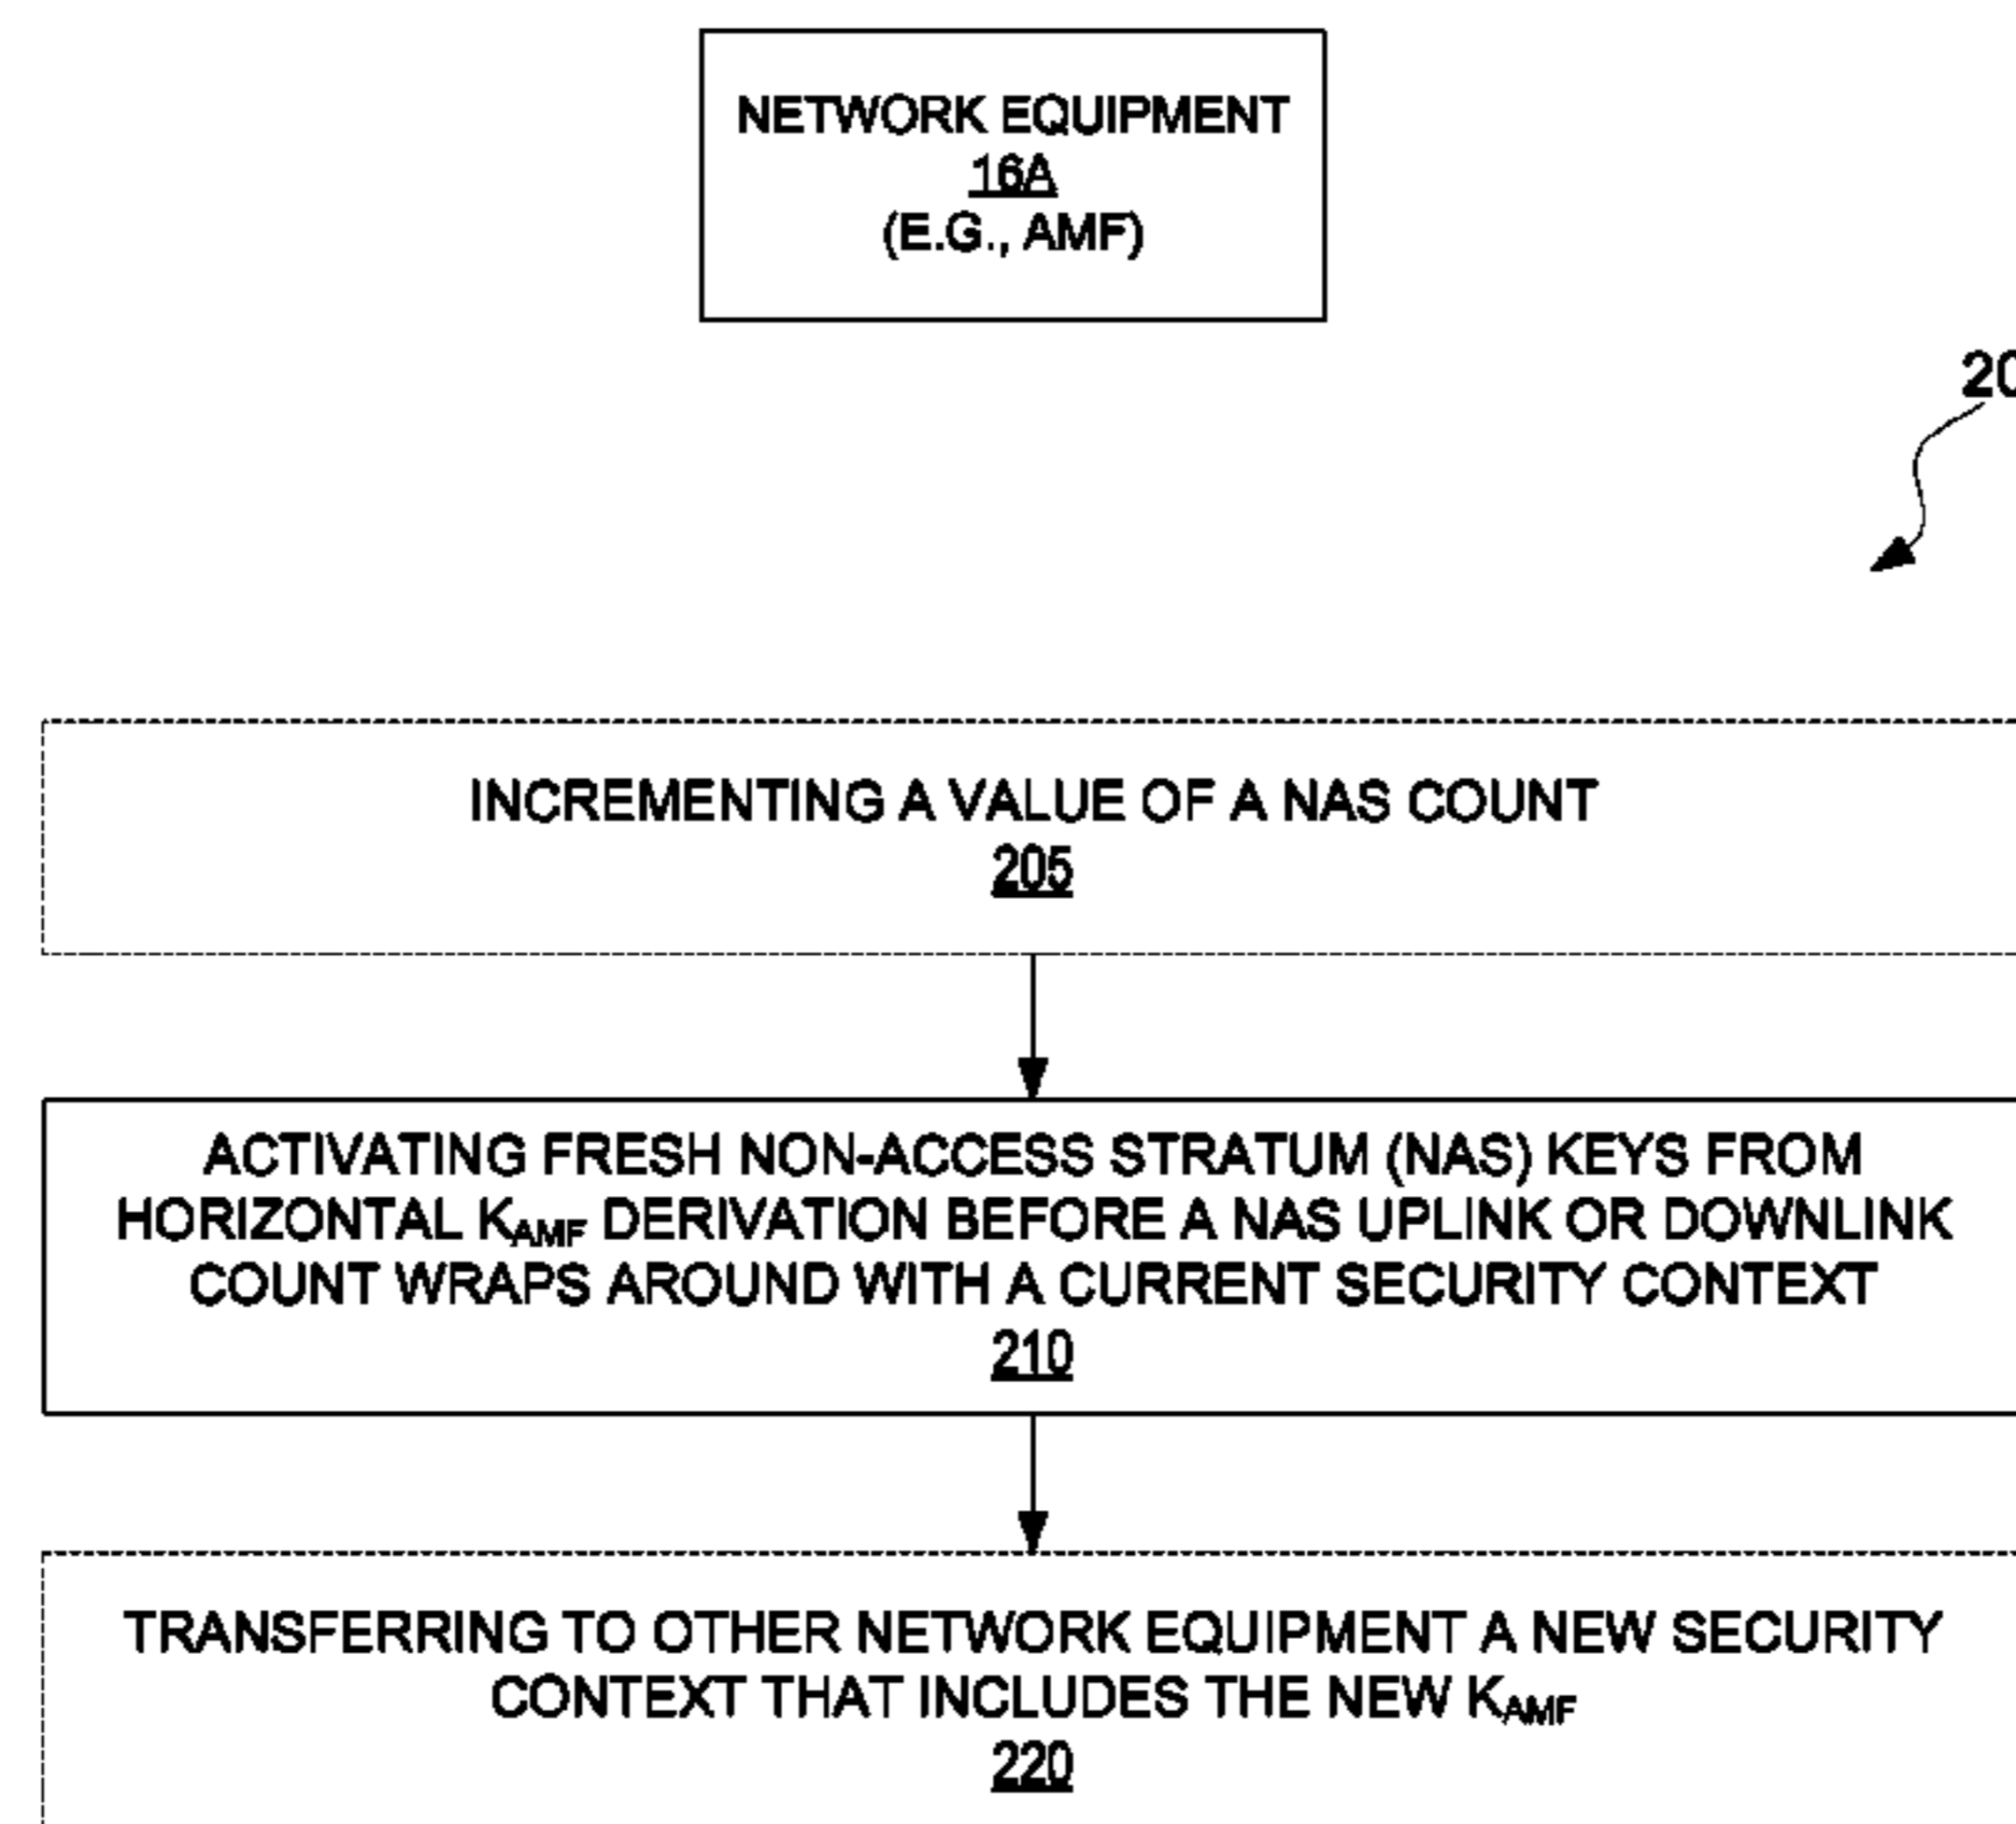 NETWORK EQUIPMENT
16A
(E.G., AMF)
20
INCREMENTING A VALUE OF A NAS COUNT
205
ACTIVATING FRESH NON-ACCESS STRATUM (NAS) KEYS FROM
HORIZONTAL KAMF DERIVATION BEFORE A NAS UPLINK OR DOWNLINK
COUNT WRAPS AROUND WITH A CURRENT SECURITY CONTEXT
210
TRANSFERRING TO OTHER NETWORK EQUIPMENT A NEW SECURITY
CONTEXT THAT INCLUDES THE NEW KAMF
220